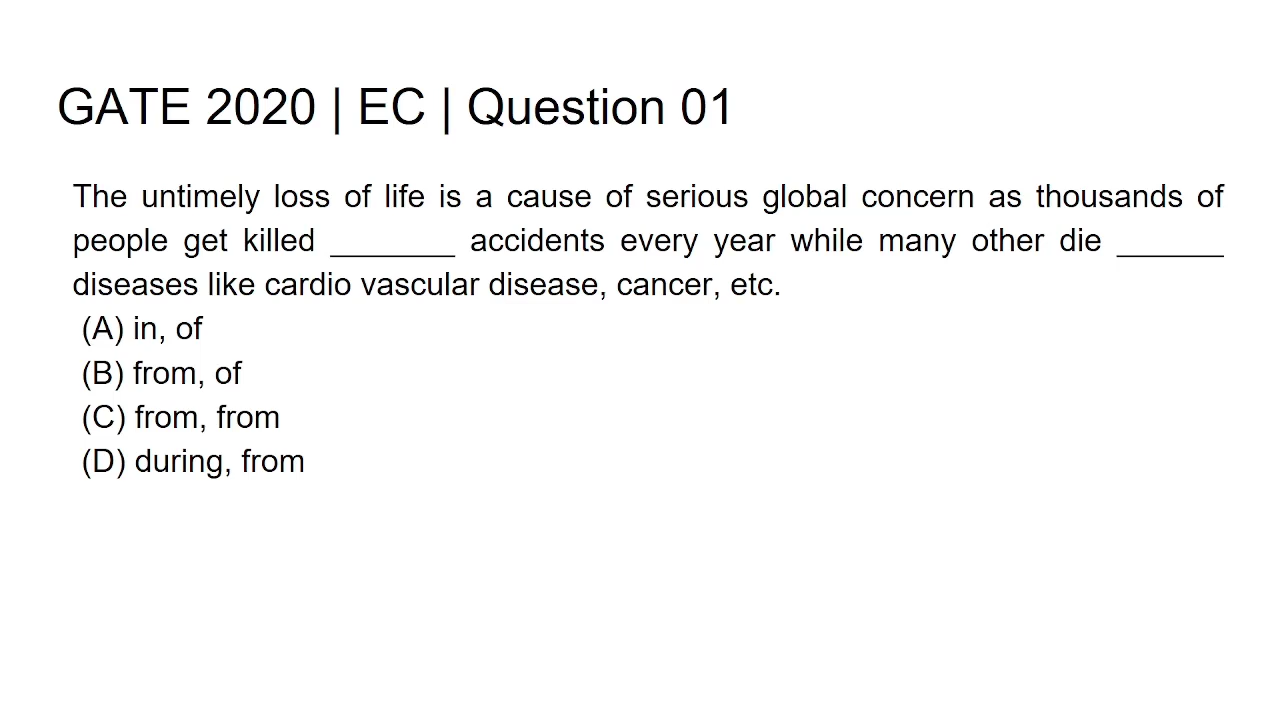 GATE 2020 | EC | Question 01
The untimely loss of life is a cause of serious global concern as thousands of
people get killed _______ accidents every year while many other die ______
diseases like cardio vascular disease, cancer, etc.
(A) in, of
(B) from, of
(C) from, from
(D) during, from